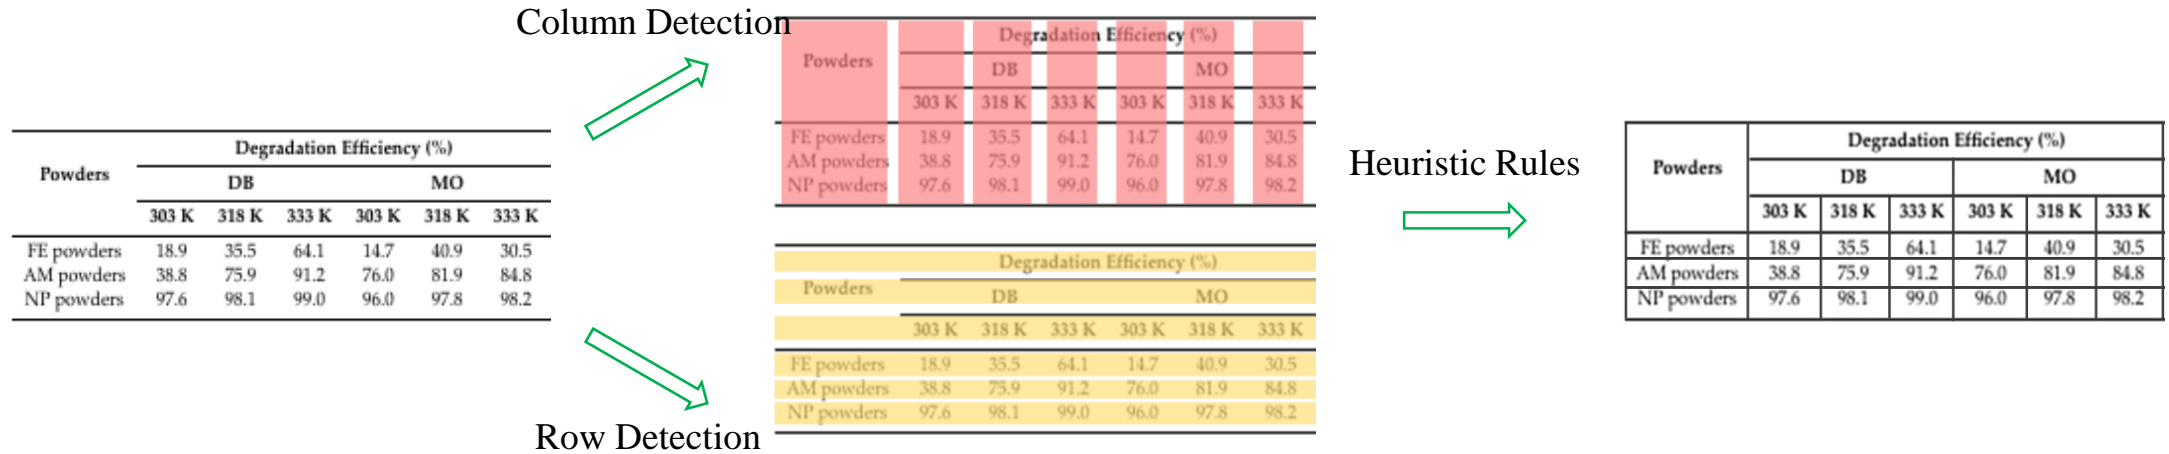 Column Detection
Degradation Efficiency (%)
Powders
DB MO
303 K 318 K 333 K 303 K 318 K 333 K
FE powders 18.9 35.5 64.1 14.7 40.9 30.5
AM powders 38.8 75.9 91.2 76.0 81.9 84.8
NP powders 97.6 98.1 99.0 96.0 97.8 98.2
Degradation Efficiency (%)
Powders
DB MO
303 K 318 K 333 K 303 K 318 K 333 K
FE powders 18.9 35.5 64.1 14.7 40.9 30.5
AM powders 38.8 75.9 91.2 76.0 81.9 84.8
NP powders 97.6 98.1 99.0 96.0 97.8 98.2
Row Detection
Degradation Efficiency (%)
Powders
DB MO
303 K 318 K 333 K 303 K 318 K 333 K
FE powders 18.9 35.5 64.1 14.7 40.9 30.5
AM powders 38.8 75.9 91.2 76.0 81.9 84.8
NP powders 97.6 98.1 99.0 96.0 97.8 98.2
Heuristic Rules
Degradation Efficiency (%)
Powders
DB MO
303 K 318 K 333 K 303 K 318 K 333 K
FE powders 18.9 35.5 64.1 14.7 40.9 30.5
AM powders 38.8 75.9 91.2 76.0 81.9 84.8
NP powders 97.6 98.1 99.0 96.0 97.8 98.2